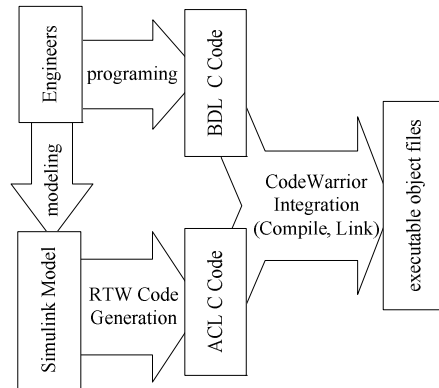 Engineers
programing
BDL C Code
modeling
CodeWarrior
Integration
(Compile, Link)
executable object files
Simulink Model
RTW Code
Generation
ACL C Code